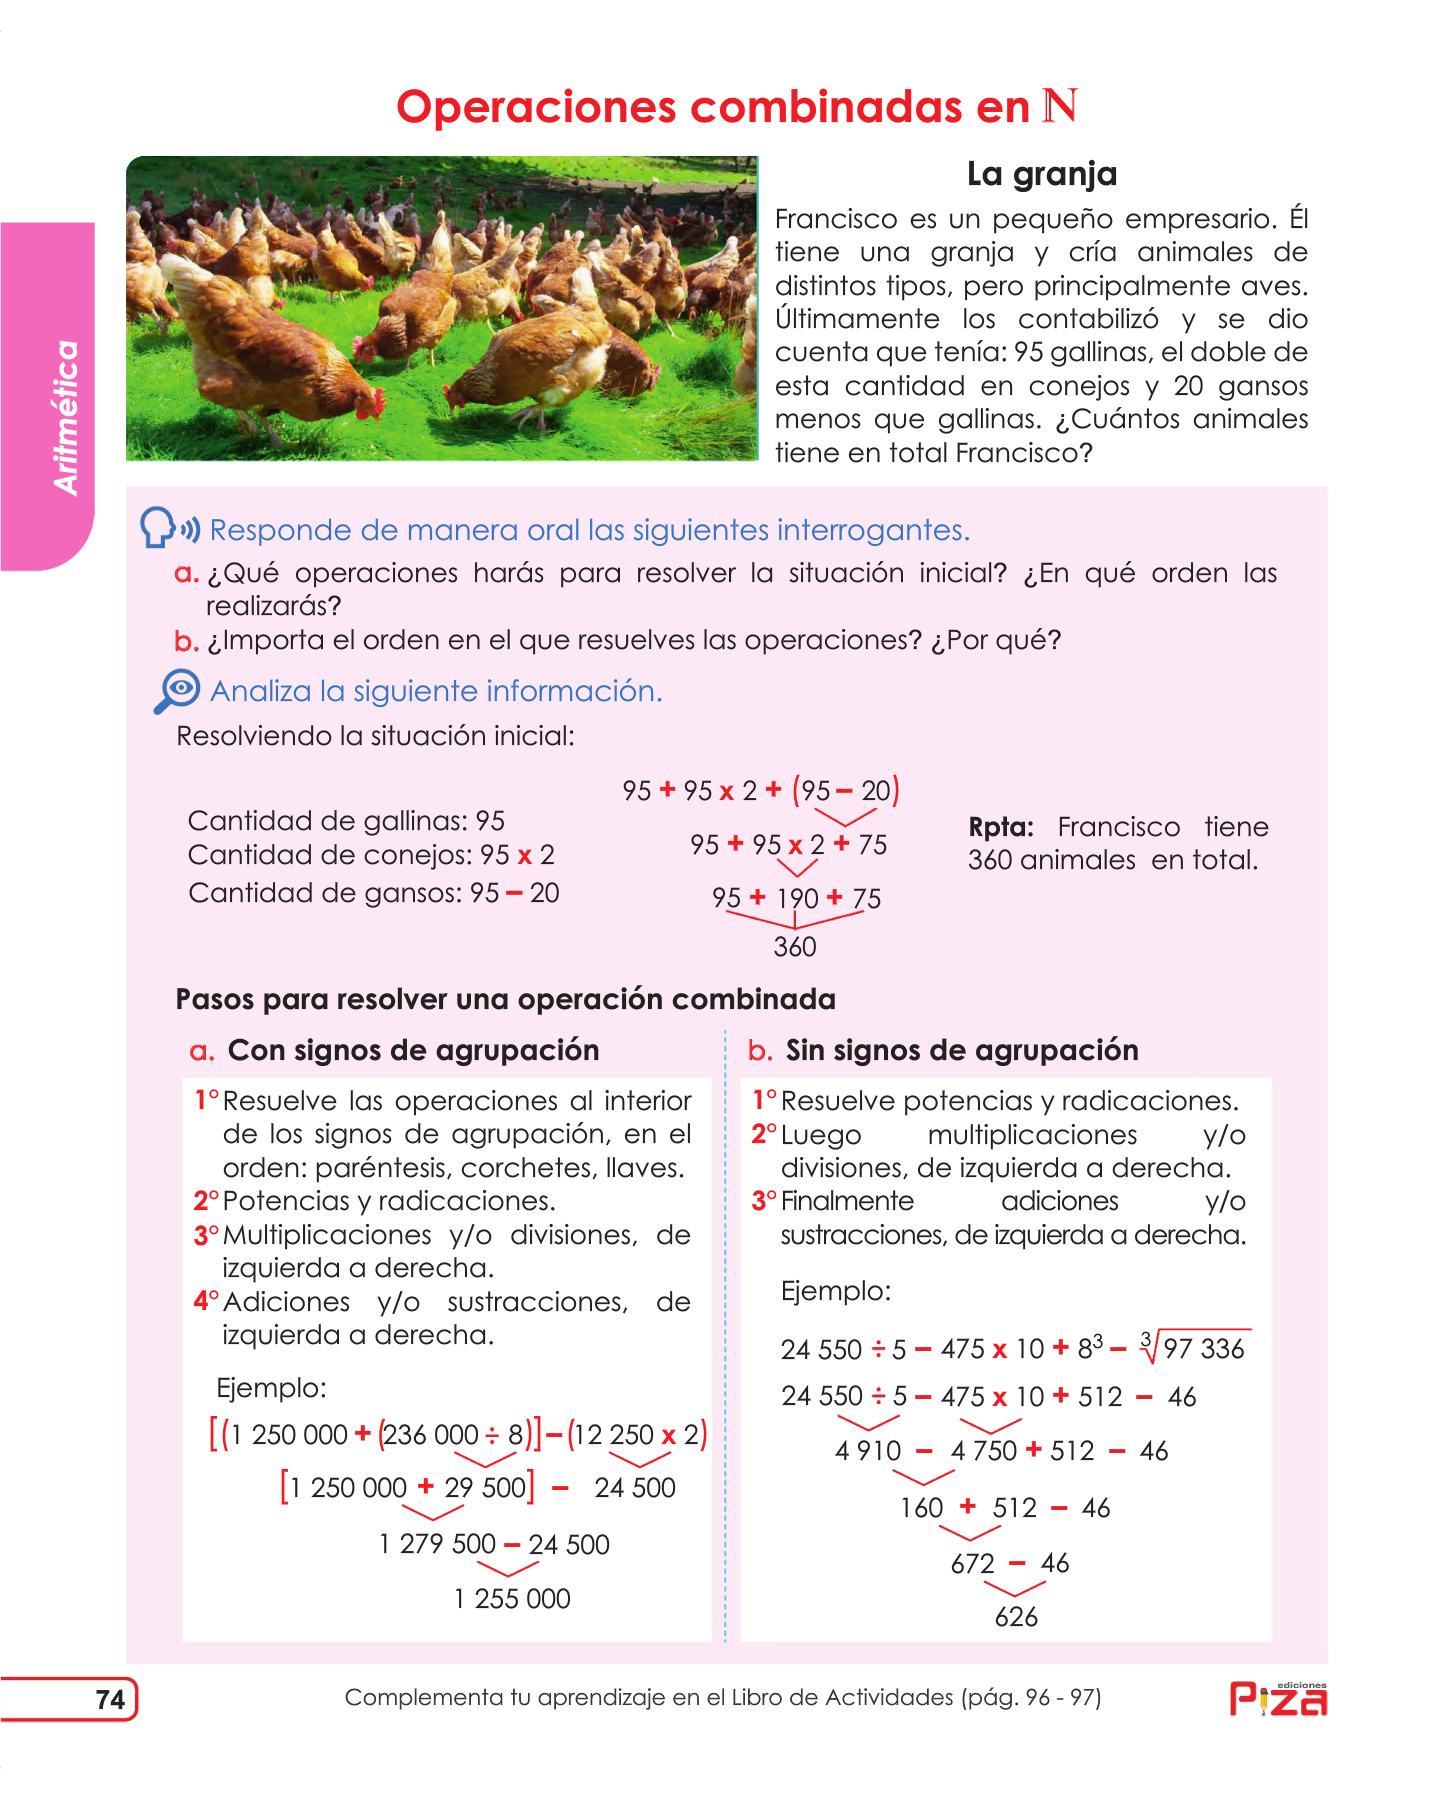 Operaciones combinadas en ℕ
Aritmética
La granja
Francisco es un pequeño empresario. Él
tiene una granja y cría animales de
distintos tipos, pero principalmente aves.
Últimamente los contabilizó y se dio
cuenta que tenía: 95 gallinas, el doble de
esta cantidad en conejos y 20 gansos
menos que gallinas. ¿Cuántos animales
tiene en total Francisco?
Responde de manera oral las siguientes interrogantes.
a. ¿Qué operaciones harás para resolver la situación inicial? ¿En qué orden las
realizarás?
b. ¿Importa el orden en el que resuelves las operaciones? ¿Por qué?
Analiza la siguiente información.
Resolviendo la situación inicial:
Cantidad de gallinas: 95
Cantidad de conejos: 95 x 2
Cantidad de gansos: 95 – 20
95 + 95 x 2 + (95 – 20)
95 + 95 x 2 + 75
95 + 190 + 75
360
Rpta: Francisco tiene
360 animales en total.
Pasos para resolver una operación combinada
a. Con signos de agrupación
1° Resuelve las operaciones al interior
de los signos de agrupación, en el
orden: paréntesis, corchetes, llaves.
2° Potencias y radicaciones.
3° Multiplicaciones y/o divisiones, de
izquierda a derecha.
4° Adiciones y/o sustracciones, de
izquierda a derecha.
Ejemplo:
[(1 250 000 + (236 000 ÷ 8)] – (12 250 x 2)
[1 250 000 + 29 500] – 24 500
1 279 500 – 24 500
1 255 000
b. Sin signos de agrupación
1° Resuelve potencias y radicaciones.
2° Luego multiplicaciones y/o
divisiones, de izquierda a derecha.
3° Finalmente adiciones y/o
sustracciones, de izquierda a derecha.
Ejemplo:
24 550 ÷ 5 – 475 x 10 + 8³ – ∛97 336
24 550 ÷ 5 – 475 x 10 + 512 – 46
4 910 – 4 750 + 512 – 46
160 + 512 – 46
672 – 46
626
74
Complementa tu aprendizaje en el Libro de Actividades (pág. 96 - 97)
ediciones
Piza